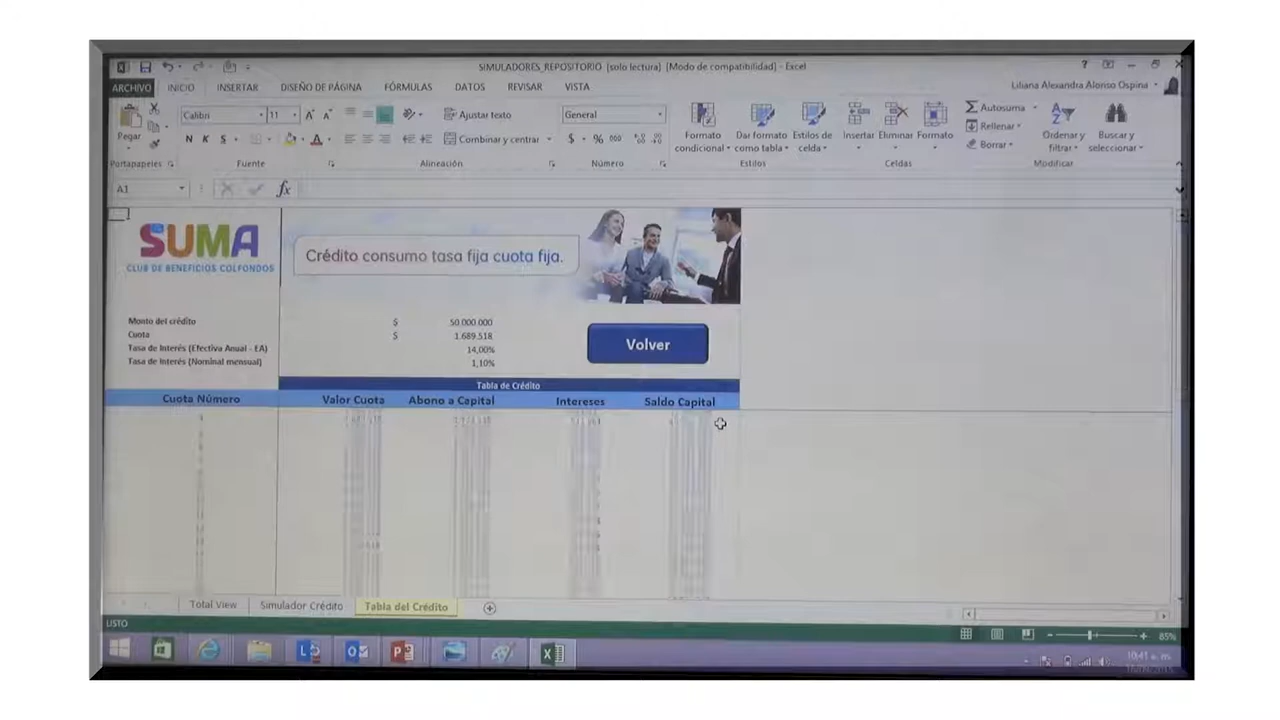 SIMULADORES_REPOSITORIO [solo lectura] [Modo de compatibilidad] - Excel
ARCHIVO INICIO INSERTAR DISEÑO DE PÁGINA FÓRMULAS DATOS REVISAR VISTA
Liliana Alexandra Alonso Ospina
Pegar
Portapapeles
Calibri 11
N K S
Fuente
Ajustar texto
Combinar y centrar
Alineación
General
$ % 000
Número
Formato condicional
Dar formato como tabla
Estilos de celda
Estilos
Insertar Eliminar Formato
Celdas
Autosuma
Rellenar
Borrar
Ordenar y filtrar
Buscar y seleccionar
Modificar
A1
fx
SUMA
CLUB DE BENEFICIOS COLFONDOS
Crédito consumo tasa fija cuota fija.
Monto del crédito $ 50.000.000
Cuota $ 1.689.518
Tasa de Interés (Efectiva Anual - EA) 14,00%
Tasa de Interés (Nominal mensual) 1,10%
Volver
Tabla de Crédito
Cuota Número Valor Cuota Abono a Capital Intereses Saldo Capital
Total View Simulador Crédito Tabla del Crédito
LISTO
85%
10:41 a. m.